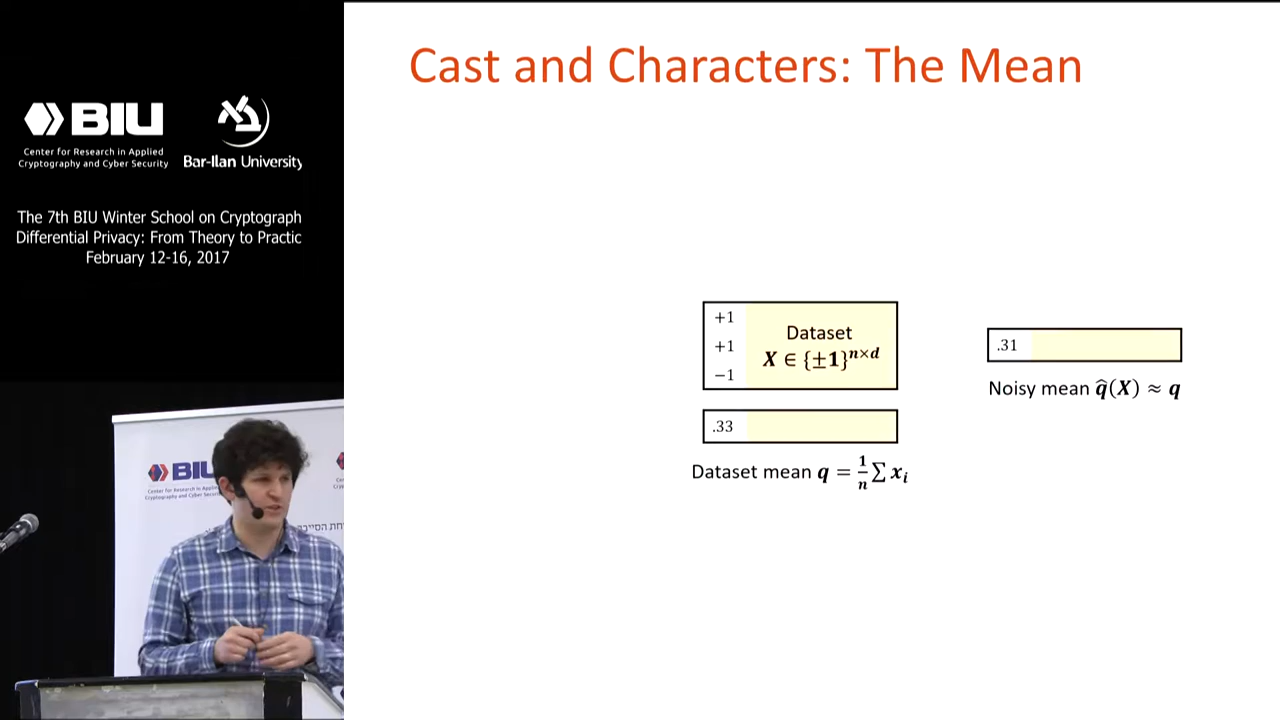 Cast and Characters: The Mean
BIU
Center for Research in Applied
Cryptography and Cyber Security
Bar-Ilan University
The 7th BIU Winter School on Cryptograph
Differential Privacy: From Theory to Practic
February 12-16, 2017
+1
+1
−1
Dataset
X ∈ {±1}^{n×d}
.33
Dataset mean q = 1/n ∑ x_i
.31
Noisy mean q̂(X) ≈ q
BIU
Center for Research in Applie
Cryptography and Cyber Securi